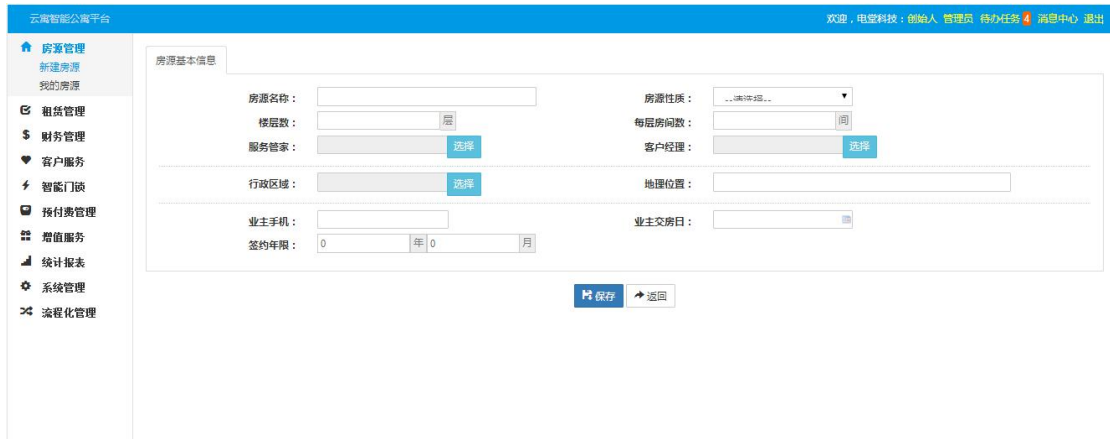 云寓智能公寓平台
欢迎，电堂科技：创始人 管理员 待办任务 4 消息中心 退出
房源管理
新建房源
我的房源
租赁管理
财务管理
客户服务
智能门锁
预付费管理
增值服务
统计报表
系统管理
流程化管理
房源基本信息
房源名称：
房源性质： --请选择--
楼层数： 层
每层房间数： 间
服务管家： 选择
客户经理： 选择
行政区域： 选择
地理位置：
业主手机：
业主交房日：
签约年限： 0 年 0 月
保存 返回